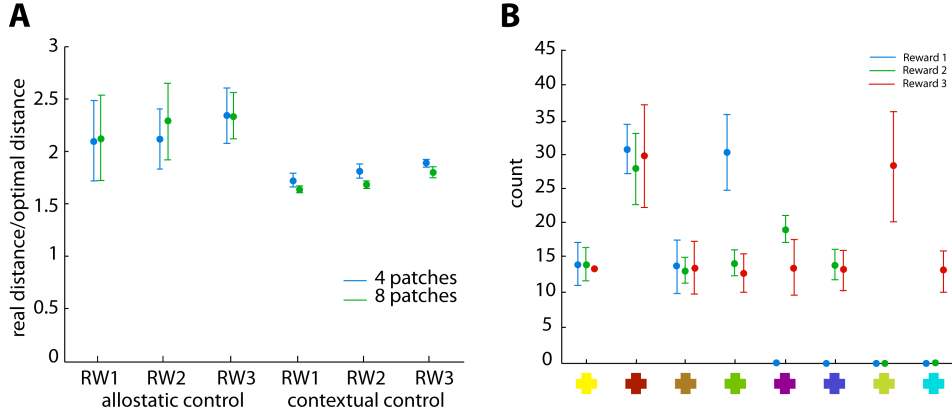 A
real distance/optimal distance
3
2.5
2
1.5
1
0.5
0
4 patches
8 patches
RW1 RW2 RW3 RW1 RW2 RW3
allostatic control contextual control
B
count
45
40
35
30
25
20
15
10
5
0
Reward 1
Reward 2
Reward 3